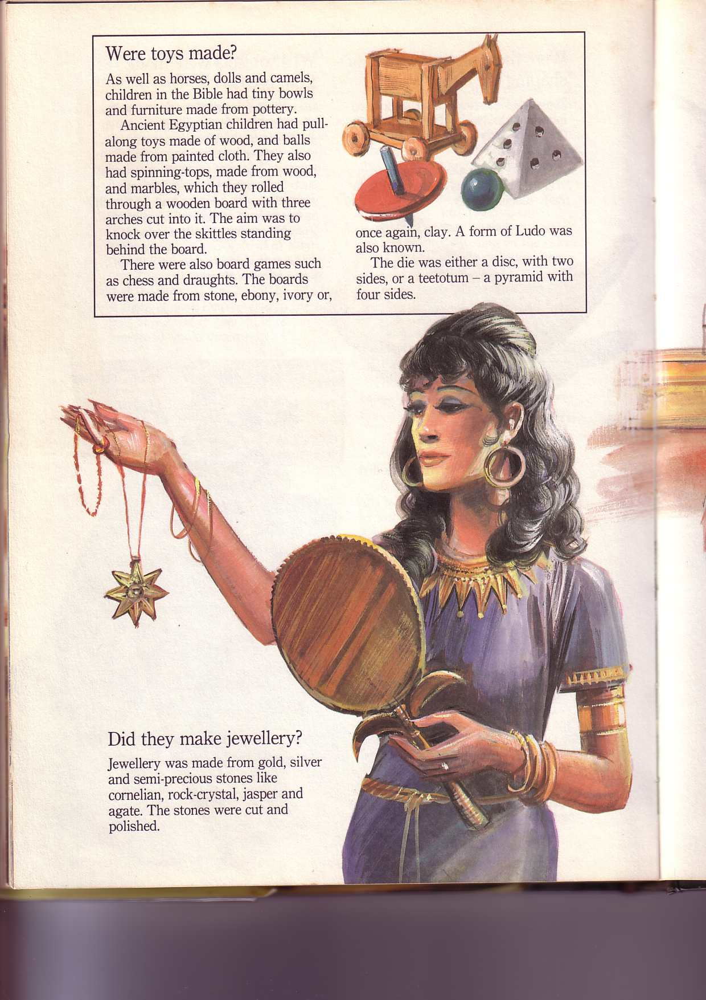 Were toys made?
As well as horses, dolls and camels,
children in the Bible had tiny bowls
and furniture made from pottery.
Ancient Egyptian children had pull-
along toys made of wood, and balls
made from painted cloth. They also
had spinning-tops, made from wood,
and marbles, which they rolled
through a wooden board with three
arches cut into it. The aim was to
knock over the skittles standing
behind the board.
There were also board games such
as chess and draughts. The boards
were made from stone, ebony, ivory or,
once again, clay. A form of Ludo was
also known.
The die was either a disc, with two
sides, or a teetotum – a pyramid with
four sides.
Did they make jewellery?
Jewellery was made from gold, silver
and semi-precious stones like
cornelian, rock-crystal, jasper and
agate. The stones were cut and
polished.